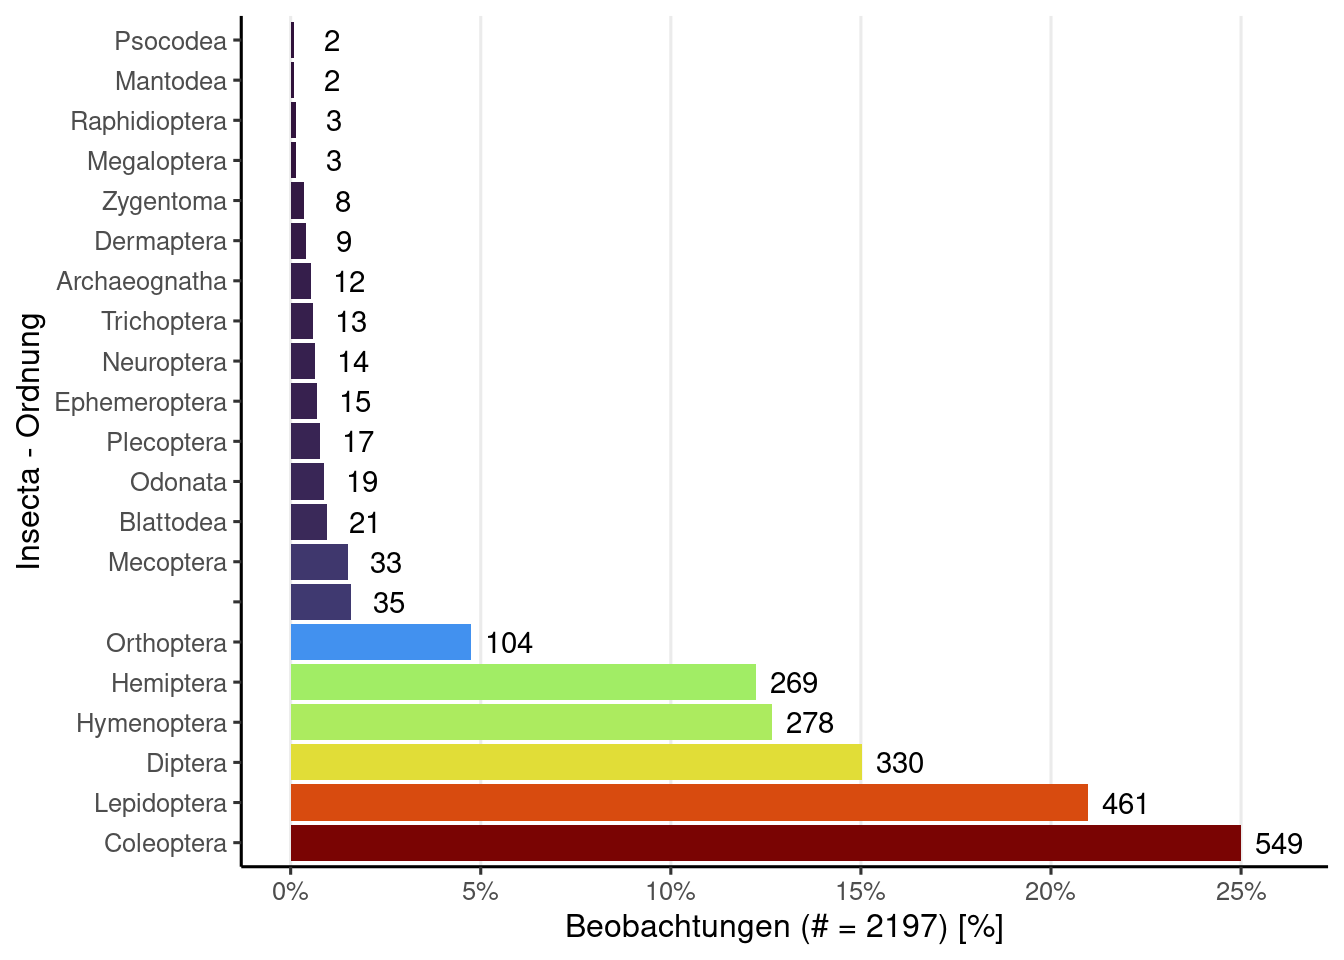 Psocodea 2
Mantodea 2
Raphidioptera 3
Megaloptera 3
Zygentoma 8
Dermaptera 9
Archaeognatha 12
Trichoptera 13
Neuroptera 14
Ephemeroptera 15
Plecoptera 17
Odonata 19
Blattodea 21
Mecoptera 33
35
Orthoptera 104
Hemiptera 269
Hymenoptera 278
Diptera 330
Lepidoptera 461
Coleoptera 549
0% 5% 10% 15% 20% 25%
Beobachtungen (# = 2197) [%]
Insecta - Ordnung